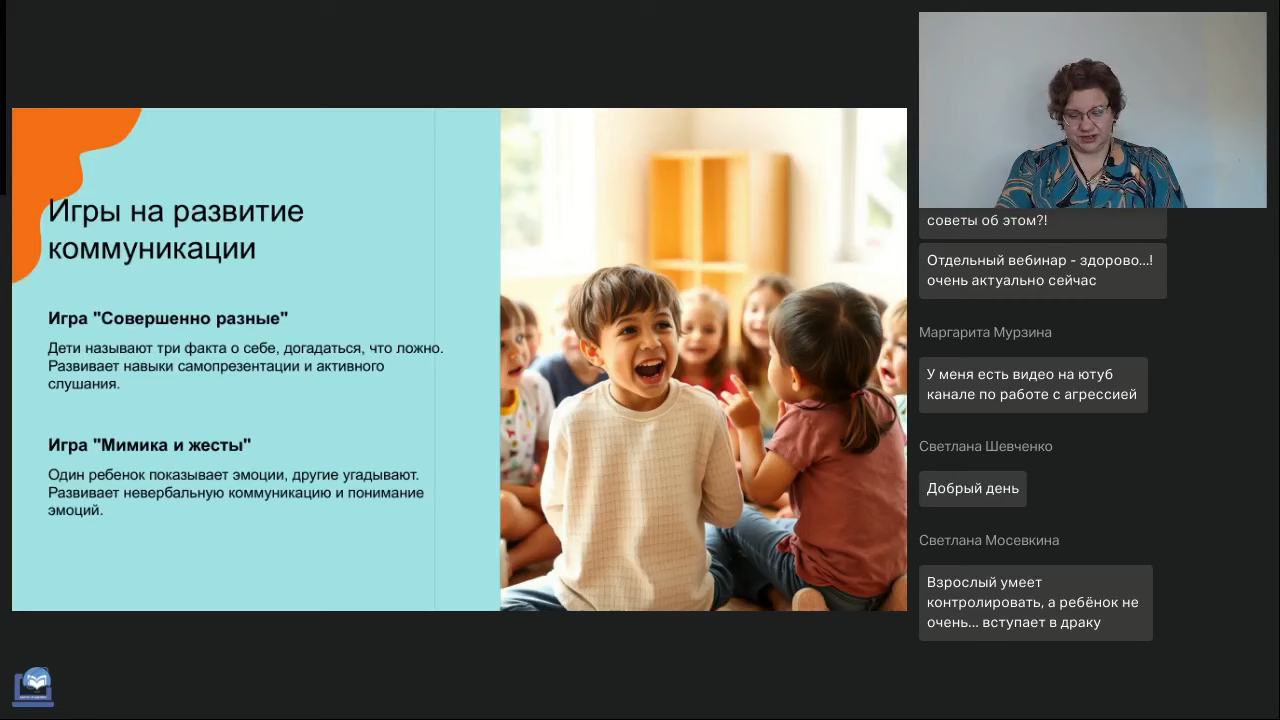 Игры на развитие
коммуникации
Игра "Совершенно разные"
Дети называют три факта о себе, догадаться, что ложно.
Развивает навыки самопрезентации и активного
слушания.
Игра "Мимика и жесты"
Один ребенок показывает эмоции, другие угадывают.
Развивает невербальную коммуникацию и понимание
эмоций.
советы об этом?!
Отдельный вебинар - здорово...!
очень актуально сейчас
Маргарита Мурзина
У меня есть видео на ютуб
канале по работе с агрессией
Светлана Шевченко
Добрый день
Светлана Мосевкина
Взрослый умеет
контролировать, а ребёнок не
очень... вступает в драку